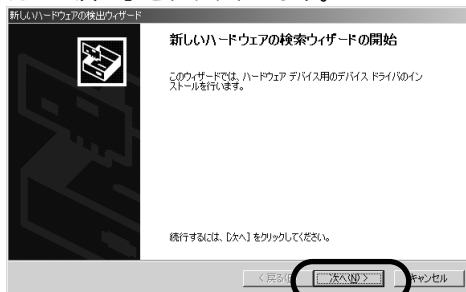 新しいハードウェアの検出ウィザード
新しいハードウェアの検索ウィザードの開始
このウィザードでは、ハードウェア デバイス用のデバイス ドライバのイン
ストールを行います。
続行するには、[次へ] をクリックしてください。
< 戻る(B) 次へ(N) > キャンセル